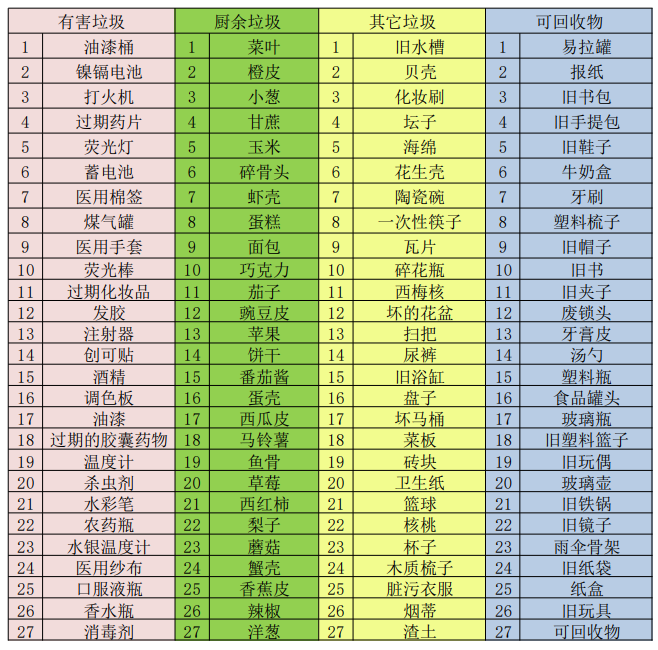 有害垃圾 厨余垃圾 其它垃圾 可回收物
1 油漆桶 1 菜叶 1 旧水槽 1 易拉罐
2 镍镉电池 2 橙皮 2 贝壳 2 报纸
3 打火机 3 小葱 3 化妆刷 3 旧书包
4 过期药片 4 甘蔗 4 坛子 4 旧手提包
5 荧光灯 5 玉米 5 海绵 5 旧鞋子
6 蓄电池 6 碎骨头 6 花生壳 6 牛奶盒
7 医用棉签 7 虾壳 7 陶瓷碗 7 牙刷
8 煤气罐 8 蛋糕 8 一次性筷子 8 塑料梳子
9 医用手套 9 面包 9 瓦片 9 旧帽子
10 荧光棒 10 巧克力 10 碎花瓶 10 旧书
11 过期化妆品 11 茄子 11 西梅核 11 旧夹子
12 发胶 12 豌豆皮 12 坏的花盆 12 废锁头
13 注射器 13 苹果 13 扫把 13 牙膏皮
14 创可贴 14 饼干 14 尿裤 14 汤勺
15 酒精 15 番茄酱 15 旧浴缸 15 塑料瓶
16 调色板 16 蛋壳 16 盘子 16 食品罐头
17 油漆 17 西瓜皮 17 坏马桶 17 玻璃瓶
18 过期的胶囊药物 18 马铃薯 18 菜板 18 旧塑料篮子
19 温度计 19 鱼骨 19 砖块 19 旧玩偶
20 杀虫剂 20 草莓 20 卫生纸 20 玻璃壶
21 水彩笔 21 西红柿 21 篮球 21 旧铁锅
22 农药瓶 22 梨子 22 核桃 22 旧镜子
23 水银温度计 23 蘑菇 23 杯子 23 雨伞骨架
24 医用纱布 24 蟹壳 24 木质梳子 24 旧纸袋
25 口服液瓶 25 香蕉皮 25 脏污衣服 25 纸盒
26 香水瓶 26 辣椒 26 烟蒂 26 旧玩具
27 消毒剂 27 洋葱 27 渣土 27 可回收物